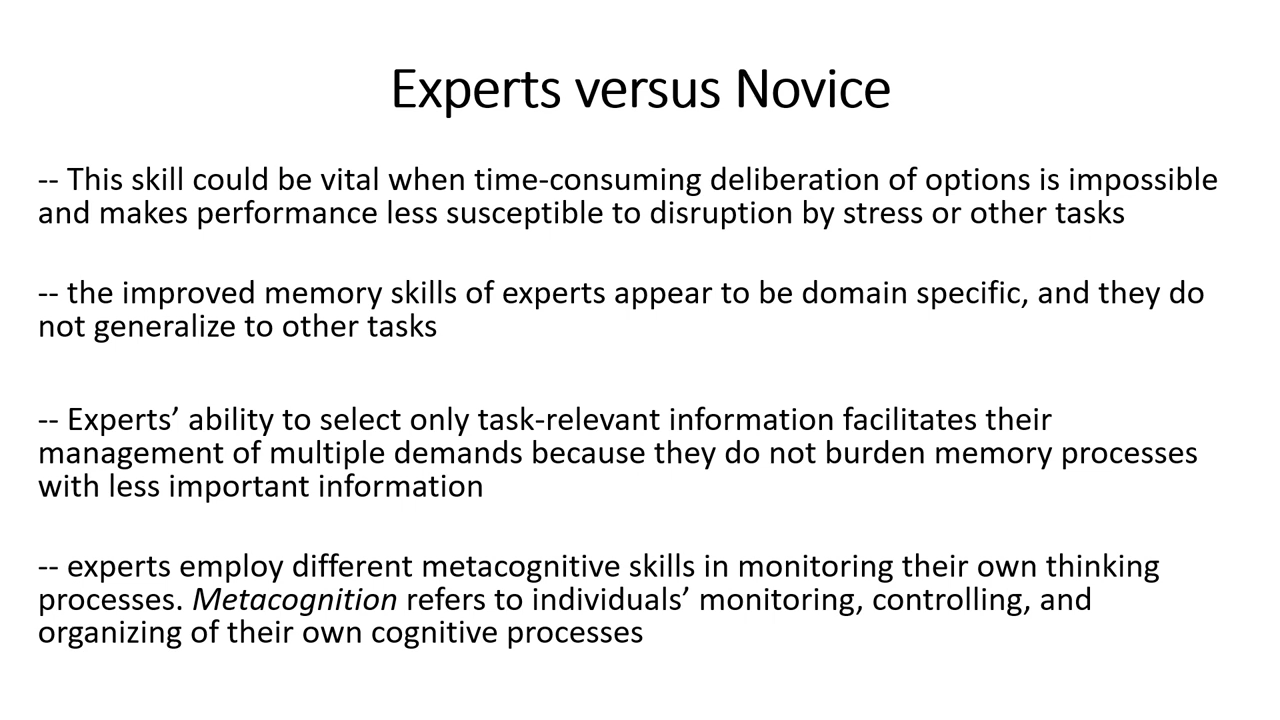 Experts versus Novice
-- This skill could be vital when time-consuming deliberation of options is impossible
and makes performance less susceptible to disruption by stress or other tasks
-- the improved memory skills of experts appear to be domain specific, and they do
not generalize to other tasks
-- Experts’ ability to select only task-relevant information facilitates their
management of multiple demands because they do not burden memory processes
with less important information
-- experts employ different metacognitive skills in monitoring their own thinking
processes. Metacognition refers to individuals’ monitoring, controlling, and
organizing of their own cognitive processes